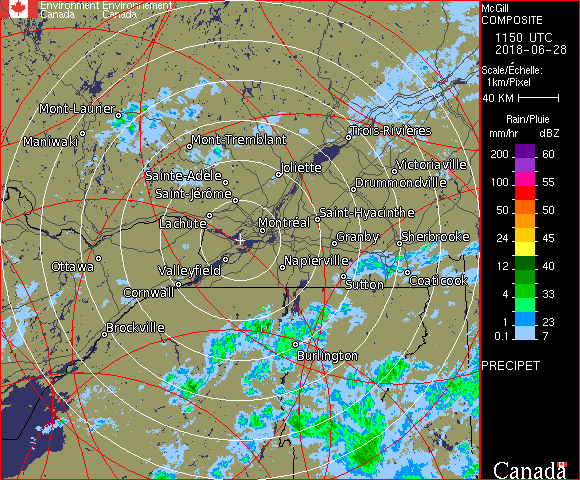 Environment Environnement
Canada Canada
McGill
COMPOSITE
1150 UTC
2018-06-28
Scale/Échelle:
1km/Pixel
40 KM
Rain/Pluie
mm/hr dBZ
200 60
100 55
50 50
24 45
12 40
4 33
1 23
0.1 7
PRECIPET
Canada
Mont-Laurier
Maniwaki
Mont-Tremblant
Trois-Rivières
Joliette
Victoriaville
Sainte-Adèle
Drummondville
Saint-Jérôme
Saint-Hyacinthe
Lachute
Montréal
Granby
Sherbrooke
Ottawa
Valleyfield
Napierville
Coaticook
Sutton
Cornwall
Brockville
Burlington